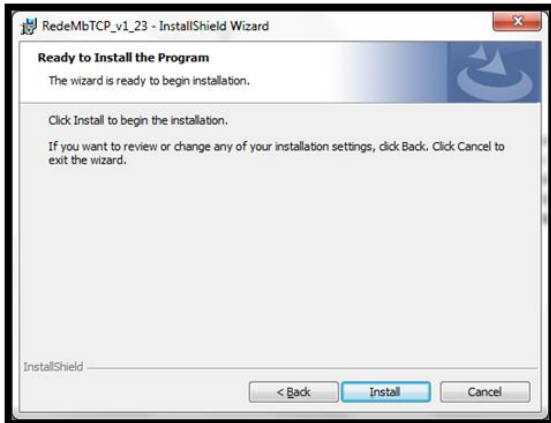 RedeMbTCP_v1_23 - InstallShield Wizard
Ready to Install the Program
The wizard is ready to begin installation.
Click Install to begin the installation.
If you want to review or change any of your installation settings, click Back. Click Cancel to
exit the wizard.
InstallShield
< Back
Install
Cancel